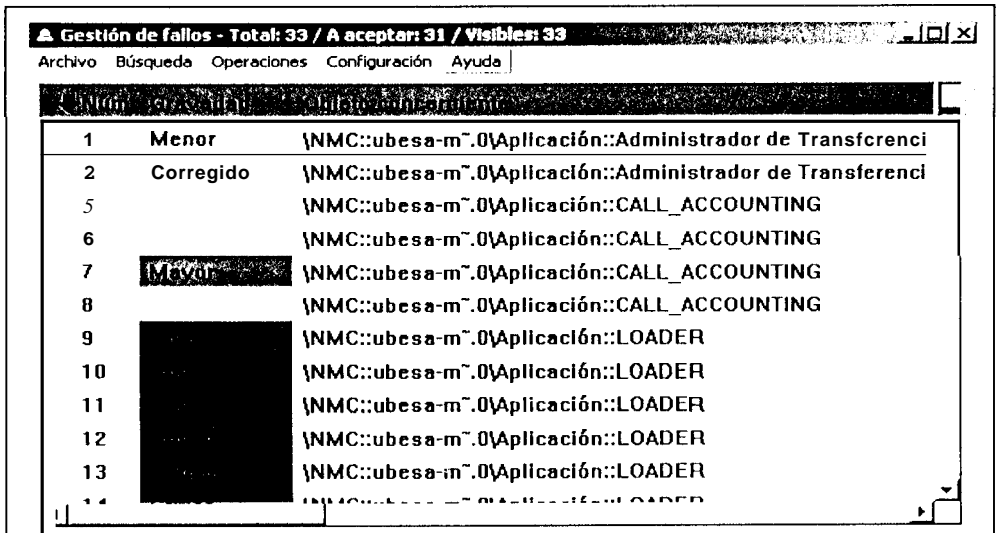 Gestión de fallos - Total: 33 / A aceptar: 31 / Visibles: 33
Archivo Búsqueda Operaciones Configuración Ayuda
1 Menor \NMC::ubesa-m~.0\Aplicación::Administrador de Transferenci
2 Corregido \NMC::ubesa-m~.0\Aplicación::Administrador de Transferenci
5 \NMC::ubesa-m~.0\Aplicación::CALL_ACCOUNTING
6 \NMC::ubesa-m~.0\Aplicación::CALL_ACCOUNTING
7 Mayor \NMC::ubesa-m~.0\Aplicación::CALL_ACCOUNTING
8 \NMC::ubesa-m~.0\Aplicación::CALL_ACCOUNTING
9 \NMC::ubesa-m~.0\Aplicación::LOADER
10 \NMC::ubesa-m~.0\Aplicación::LOADER
11 \NMC::ubesa-m~.0\Aplicación::LOADER
12 \NMC::ubesa-m~.0\Aplicación::LOADER
13 \NMC::ubesa-m~.0\Aplicación::LOADER